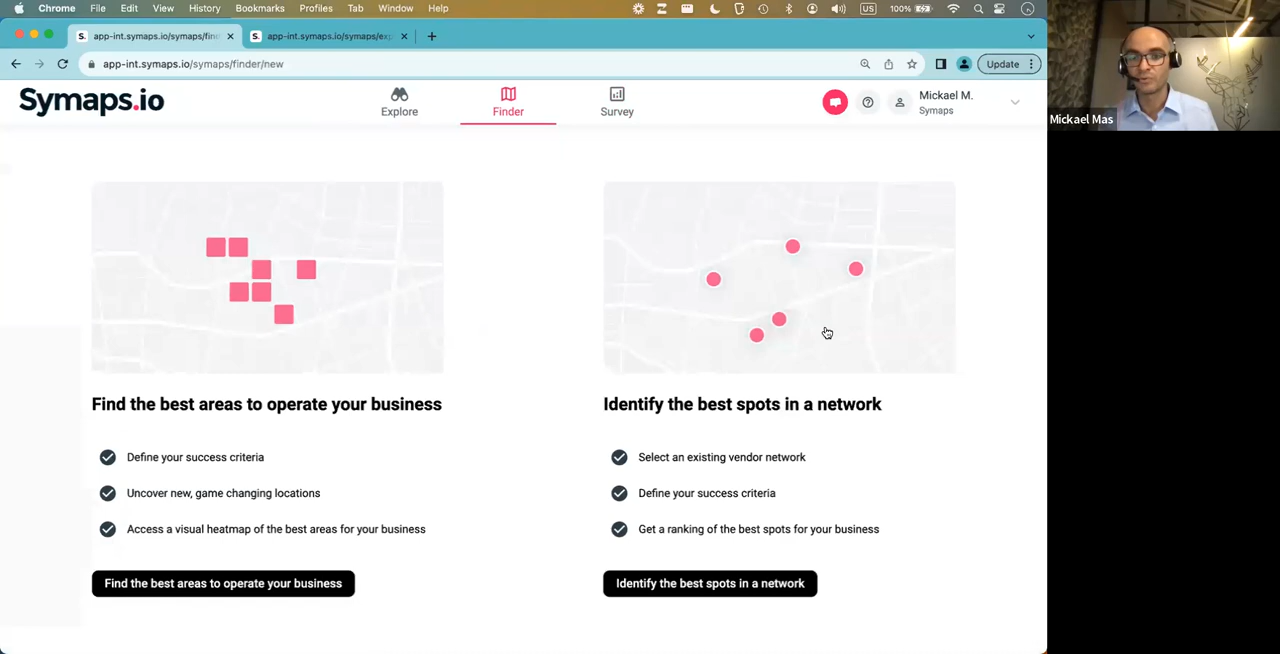 Chrome File Edit View History Bookmarks Profiles Tab Window Help US 100%
S. app-int.symaps.io/symaps/fin
S. app-int.symaps.io/symaps/ex
app-int.symaps.io/symaps/finder/new
Update
Symaps.io
Explore
Finder
Survey
Mickael M.
Symaps
Mickael Mas
Find the best areas to operate your business
Define your success criteria
Uncover new, game changing locations
Access a visual heatmap of the best areas for your business
Find the best areas to operate your business
Identify the best spots in a network
Select an existing vendor network
Define your success criteria
Get a ranking of the best spots for your business
Identify the best spots in a network